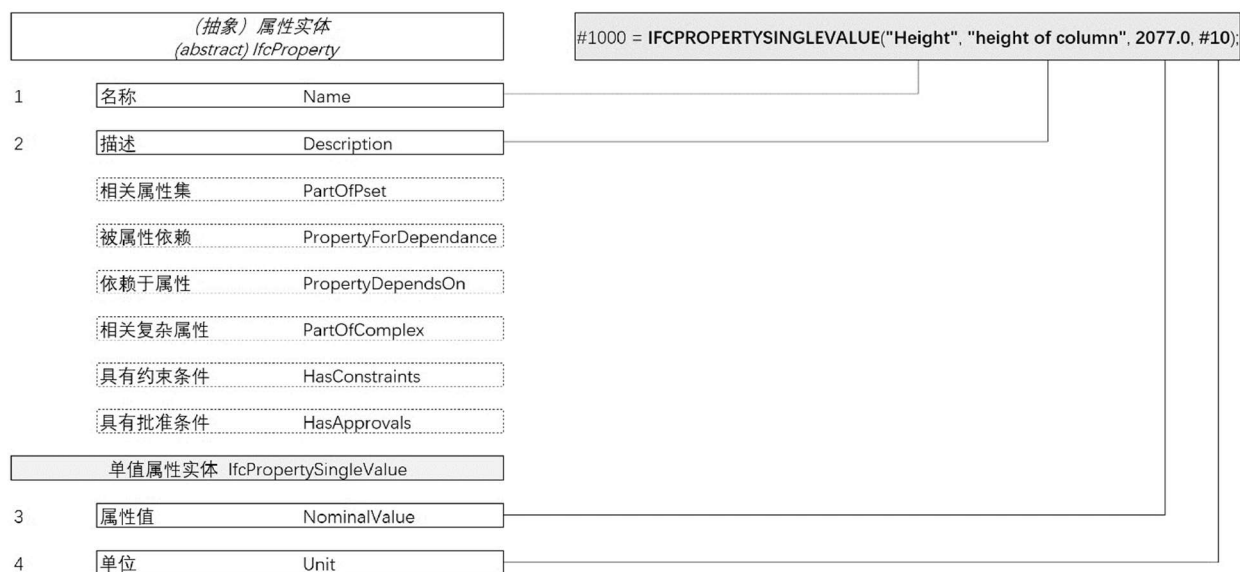 (抽象)属性实体
(abstract) IfcProperty
#1000 = IFCPROPERTYSINGLEVALUE("Height", "height of column", 2077.0, #10);
1 名称 Name
2 描述 Description
相关属性集 PartOfPset
被属性依赖 PropertyForDependance
依赖于属性 PropertyDependsOn
相关复杂属性 PartOfComplex
具有约束条件 HasConstraints
具有批准条件 HasApprovals
单值属性实体 IfcPropertySingleValue
3 属性值 NominalValue
4 单位 Unit